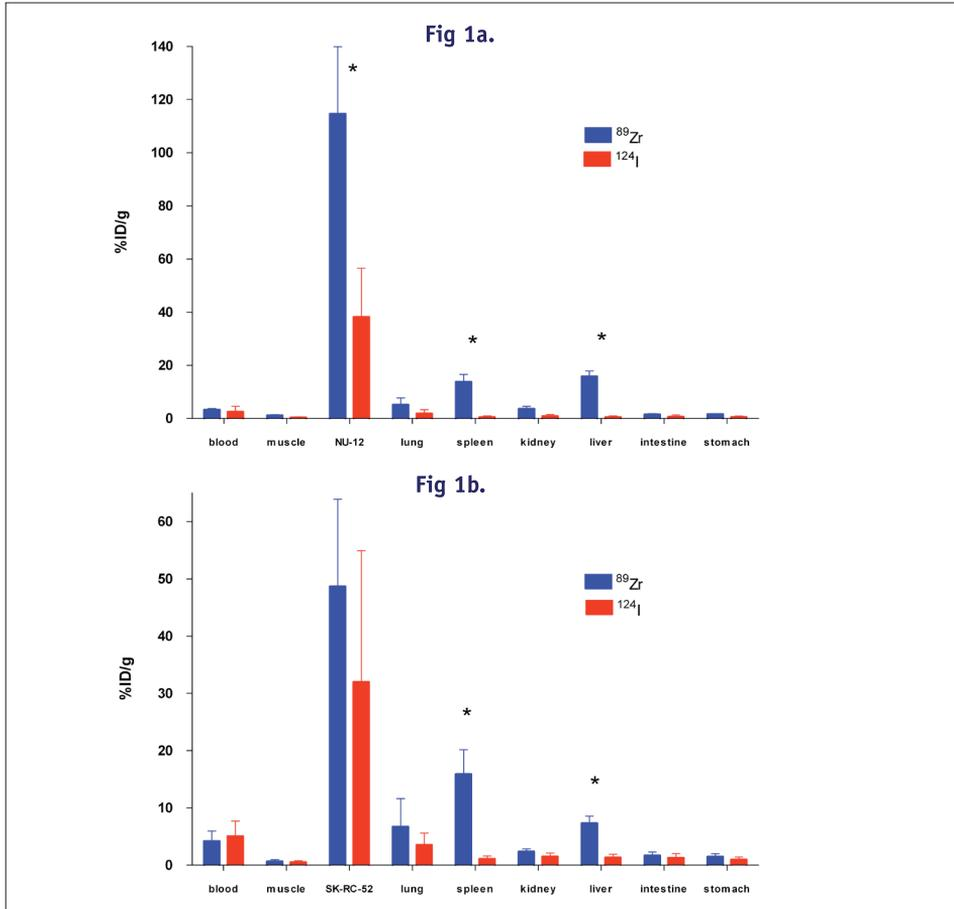 Fig 1a.
140
120
100
80
60
40
20
0
%ID/g
*
*
*
89Zr
124I
blood muscle NU-12 lung spleen kidney liver intestine stomach
Fig 1b.
60
50
40
30
20
10
0
%ID/g
*
*
89Zr
124I
blood muscle SK-RC-52 lung spleen kidney liver intestine stomach